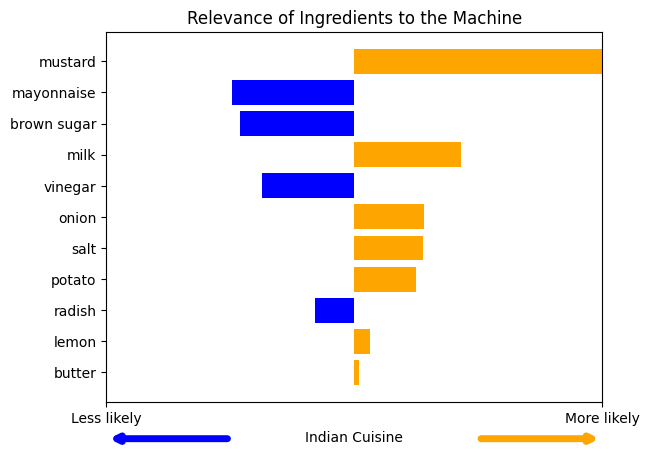 Relevance of Ingredients to the Machine
mustard
mayonnaise
brown sugar
milk
vinegar
onion
salt
potato
radish
lemon
butter
Less likely
More likely
Indian Cuisine